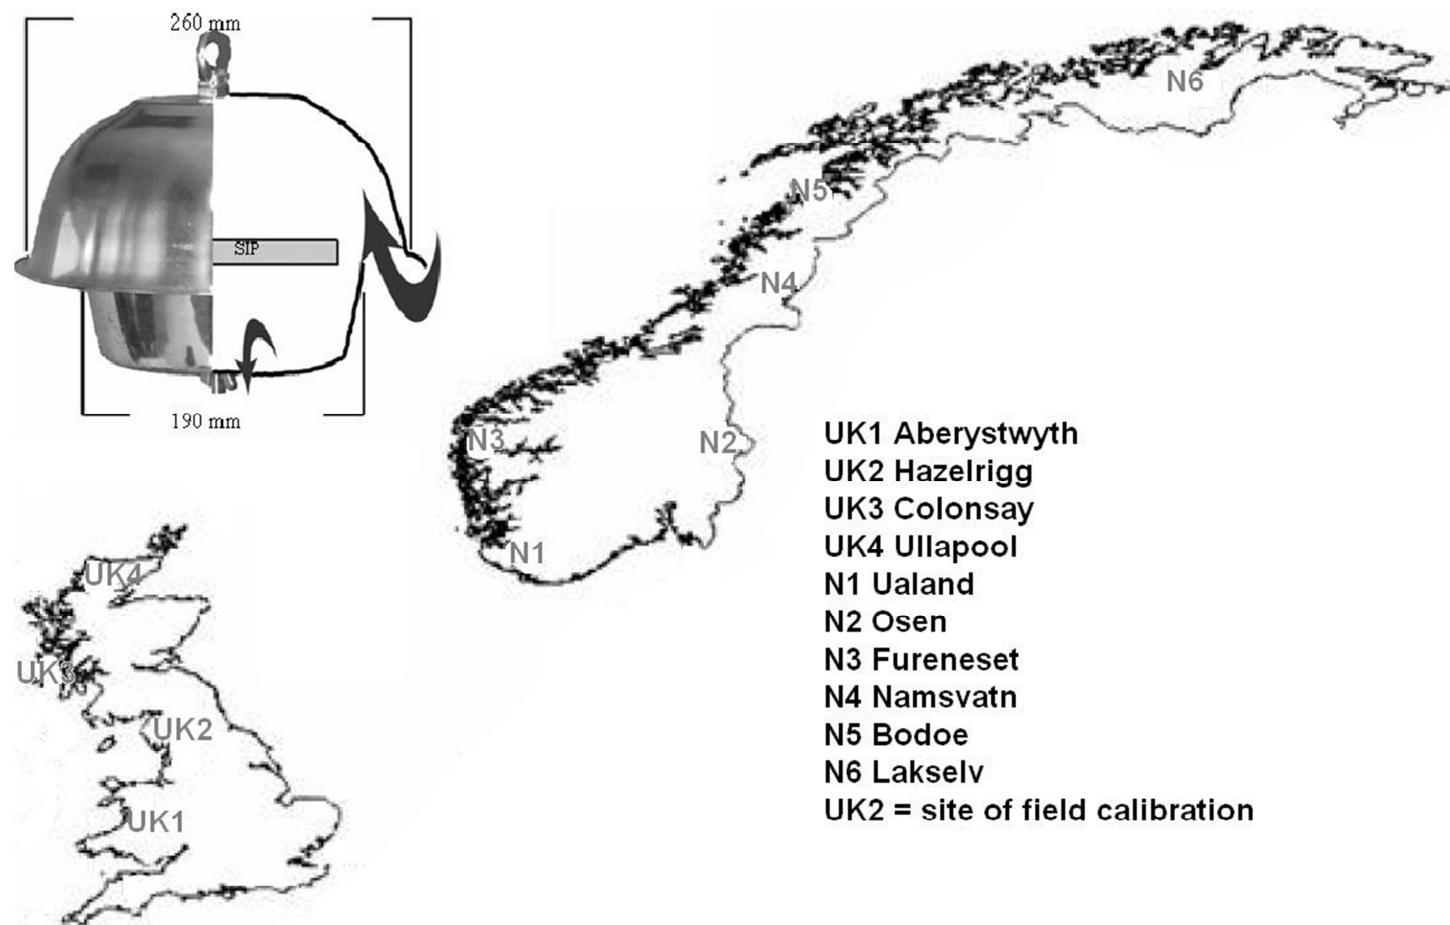 260 mm
SIP
190 mm
N6
N5
N4
N3
N2
N1
UK4
UK3
UK2
UK1
UK1 Aberystwyth
UK2 Hazelrigg
UK3 Colonsay
UK4 Ullapool
N1 Ualand
N2 Osen
N3 Fureneset
N4 Namsvatn
N5 Bodoe
N6 Lakselv
UK2 = site of field calibration